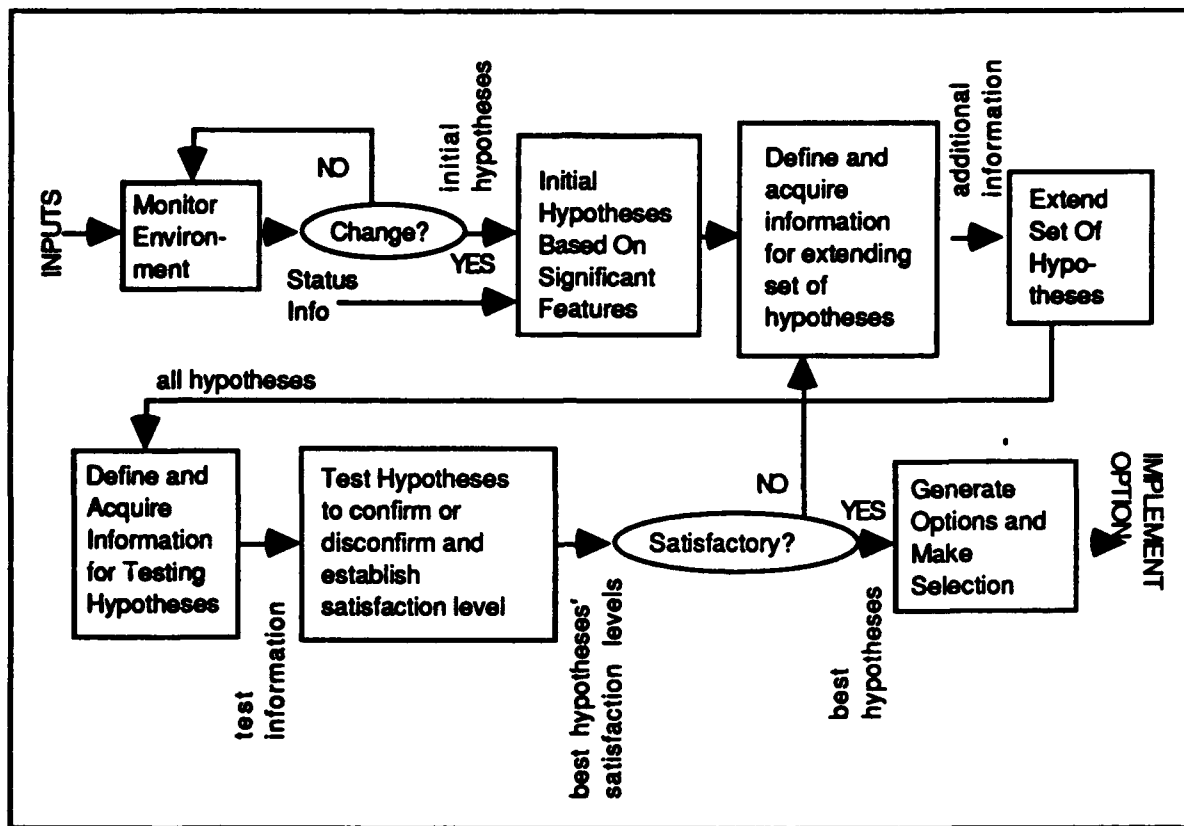 INPUTS
Monitor
Environ-
ment
NO
Change?
YES
Status
Info
initial
hypotheses
Initial
Hypotheses
Based On
Significant
Features
Define and
acquire
information
for extending
set of
hypotheses
additional
information
Extend
Set Of
Hypo-
theses
all hypotheses
Define and
Acquire
Information
for Testing
Hypotheses
test
information
Test Hypotheses
to confirm or
disconfirm and
establish
satisfaction level
best hypotheses'
satisfaction levels
Satisfactory?
NO
YES
best
hypotheses
Generate
Options and
Make
Selection
IMPLEMENT
OPTION